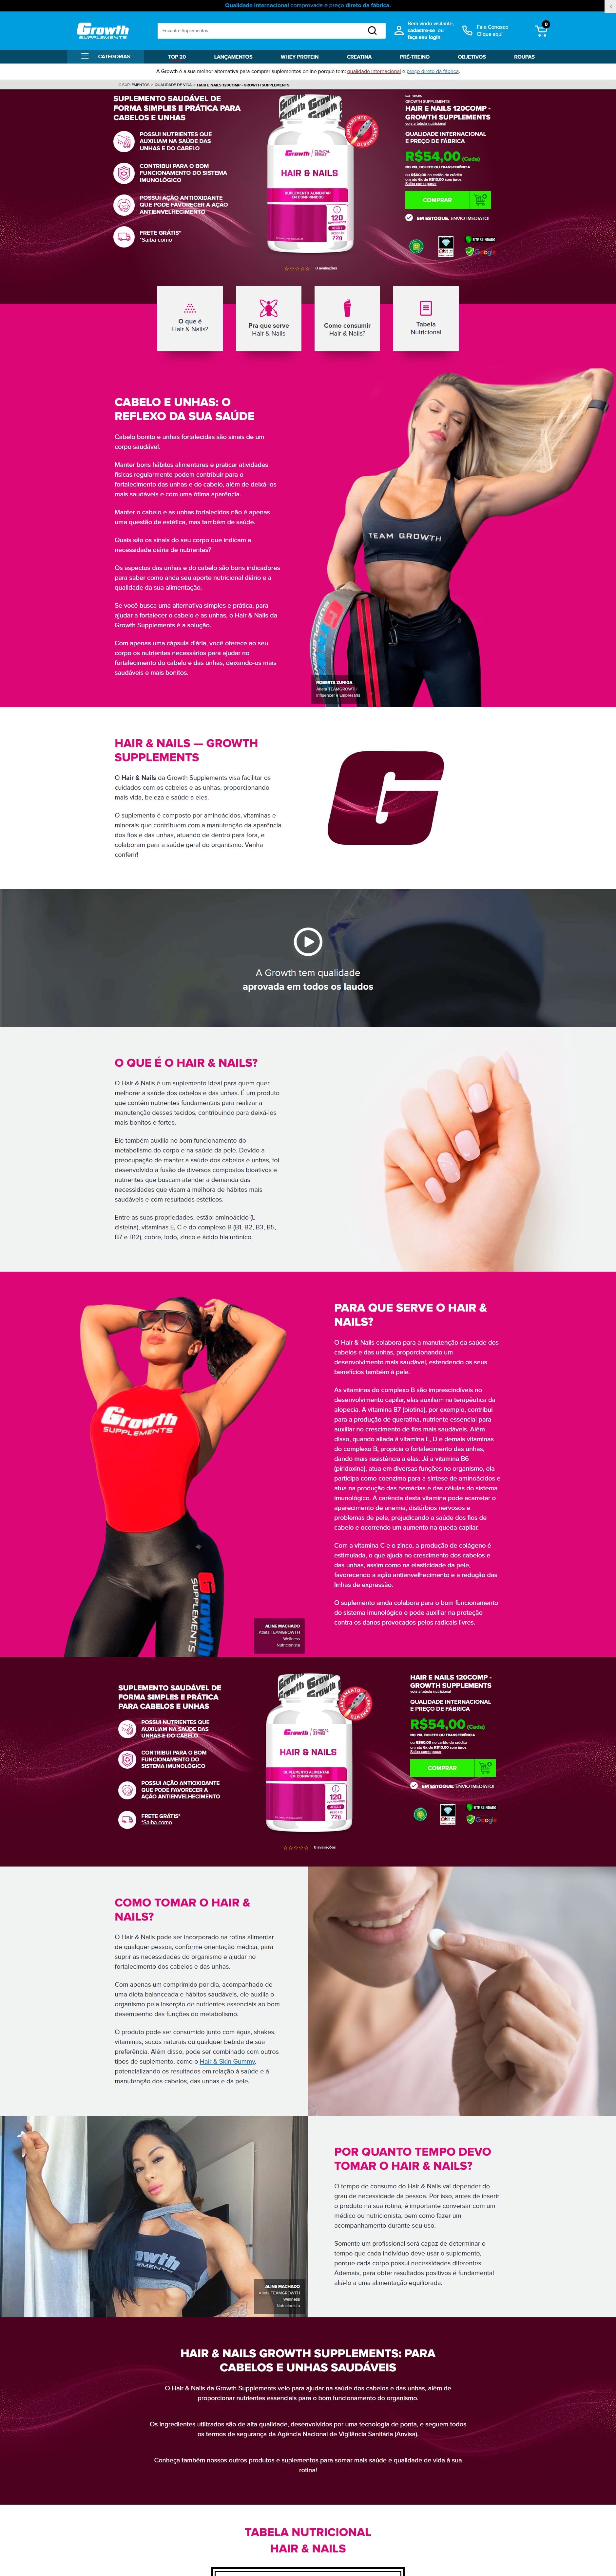 Qualidade internacional comprovada e preço direto da fábrica.
Growth
SUPPLEMENTS
Encontre Suplementos
Bem vindo visitante,
cadastre-se ou
faça seu login
Fale Conosco
Clique aqui!
0
CATEGORIAS
TOP 20
LANÇAMENTOS
WHEY PROTEIN
CREATINA
PRÉ-TREINO
OBJETIVOS
ROUPAS
A Growth é a sua melhor alternativa para comprar suplementos online porque tem: qualidade internacional e preço direto da fábrica.
G SUPLEMENTOS > QUALIDADE DE VIDA > HAIR E NAILS 120COMP - GROWTH SUPPLEMENTS
SUPLEMENTO SAUDÁVEL DE
FORMA SIMPLES E PRÁTICA PARA
CABELOS E UNHAS
POSSUI NUTRIENTES QUE
AUXILIAM NA SAÚDE DAS
UNHAS E DO CABELO
CONTRIBUI PARA O BOM
FUNCIONAMENTO DO SISTEMA
IMUNOLÓGICO
POSSUI AÇÃO ANTIOXIDANTE
QUE PODE FAVORECER A AÇÃO
ANTIENVELHECIMENTO
FRETE GRÁTIS*
*Saiba como
Growth
CLINICAL
SERIES
HAIR & NAILS
SUPLEMENTO ALIMENTAR
EM COMPRIMIDOS
120
72g
LANÇAMENTO
0 avaliações
GROWTH SUPPLEMENTS
HAIR E NAILS 120COMP -
GROWTH SUPPLEMENTS
veja a tabela nutricional
QUALIDADE INTERNACIONAL
E PREÇO DE FÁBRICA
R$54,00 (Cada)
NO PIX, BOLETO OU TRANSFERÊNCIA
ou R$60,00 no cartão de crédito
em até 6x de R$10,00 sem juros
Saiba como pagar
COMPRAR
EM ESTOQUE. ENVIO IMEDIATO!
SITE BLINDADO
Google
O que é
Hair & Nails?
Pra que serve
Hair & Nails
Como consumir
Hair & Nails?
Tabela
Nutricional
CABELO E UNHAS: O
REFLEXO DA SUA SAÚDE
Cabelo bonito e unhas fortalecidas são sinais de um
corpo saudável.
Manter bons hábitos alimentares e praticar atividades
físicas regularmente podem contribuir para o
fortalecimento das unhas e do cabelo, além de deixá-los
mais saudáveis e com uma ótima aparência.
Manter o cabelo e as unhas fortalecidos não é apenas
uma questão de estética, mas também de saúde.
Quais são os sinais do seu corpo que indicam a
necessidade diária de nutrientes?
Os aspectos das unhas e do cabelo são bons indicadores
para saber como anda seu aporte nutricional diário e a
qualidade da sua alimentação.
Se você busca uma alternativa simples e prática, para
ajudar a fortalecer o cabelo e as unhas, o Hair & Nails da
Growth Supplements é a solução.
Com apenas uma cápsula diária, você oferece ao seu
corpo os nutrientes necessários para ajudar no
fortalecimento do cabelo e das unhas, deixando-os mais
saudáveis e mais bonitos.
TEAM GROWTH
ROBERTA ZUNIGA
Atleta TEAMGROWTH
Influencer e Empresária
HAIR & NAILS — GROWTH
SUPPLEMENTS
O Hair & Nails da Growth Supplements visa facilitar os
cuidados com os cabelos e as unhas, proporcionando
mais vida, beleza e saúde a eles.
O suplemento é composto por aminoácidos, vitaminas e
minerais que contribuem com a manutenção da aparência
dos fios e das unhas, atuando de dentro para fora, e
colaboram para a saúde geral do organismo. Venha
conferir!
A Growth tem qualidade
aprovada em todos os laudos
O QUE É O HAIR & NAILS?
O Hair & Nails é um suplemento ideal para quem quer
melhorar a saúde dos cabelos e das unhas. É um produto
que contém nutrientes fundamentais para realizar a
manutenção desses tecidos, contribuindo para deixá-los
mais bonitos e fortes.
Ele também auxilia no bom funcionamento do
metabolismo do corpo e na saúde da pele. Devido a
preocupação de manter a saúde dos cabelos e unhas, foi
desenvolvido a fusão de diversos compostos bioativos e
nutrientes que buscam atender a demanda das
necessidades que visam a melhora de hábitos mais
saudáveis e com resultados estéticos.
Entre as suas propriedades, estão: aminoácido (L-
cisteína), vitaminas E, C e do complexo B (B1, B2, B3, B5,
B7 e B12), cobre, iodo, zinco e ácido hialurônico.
Growth
SUPPLEMENTS
Growth
SUPPLEMENTS
ALINE MACHADO
Atleta TEAMGROWTH
Wellness
Nutricionista
PARA QUE SERVE O HAIR &
NAILS?
O Hair & Nails colabora para a manutenção da saúde dos
cabelos e das unhas, proporcionando um
desenvolvimento mais saudável, estendendo os seus
benefícios também à pele.
As vitaminas do complexo B são imprescindíveis no
desenvolvimento capilar, elas auxiliam na terapêutica da
alopecia. A vitamina B7 (biotina), por exemplo, contribui
para a produção de queratina, nutriente essencial para
auxiliar no crescimento de fios mais saudáveis. Além
disso, quando aliada à vitamina E, D e demais vitaminas
do complexo B, propicia o fortalecimento das unhas,
dando mais resistência a elas. Já a vitamina B6
(piridoxina), atua em diversas funções no organismo, ela
participa como coenzima para a síntese de aminoácidos e
atua na produção das hemácias e das células do sistema
imunológico. A carência desta vitamina pode acarretar o
aparecimento de anemia, distúrbios nervosos e
problemas de pele, prejudicando a saúde dos fios de
cabelo e ocorrendo um aumento na queda capilar.
Com a vitamina C e o zinco, a produção de colágeno é
estimulada, o que ajuda no crescimento dos cabelos e
das unhas, assim como na elasticidade da pele,
favorecendo a ação antienvelhecimento e a redução das
linhas de expressão.
O suplemento ainda colabora para o bom funcionamento
do sistema imunológico e pode auxiliar na proteção
contra os danos provocados pelos radicais livres.
SUPLEMENTO SAUDÁVEL DE
FORMA SIMPLES E PRÁTICA
PARA CABELOS E UNHAS
POSSUI NUTRIENTES QUE
AUXILIAM NA SAÚDE DAS
UNHAS E DO CABELO
CONTRIBUI PARA O BOM
FUNCIONAMENTO DO
SISTEMA IMUNOLÓGICO
POSSUI AÇÃO ANTIOXIDANTE
QUE PODE FAVORECER A
AÇÃO ANTIENVELHECIMENTO
FRETE GRÁTIS*
*Saiba como
Growth
CLINICAL
SERIES
HAIR & NAILS
SUPLEMENTO ALIMENTAR
EM COMPRIMIDOS
120
72g
LANÇAMENTO
0 avaliações
HAIR E NAILS 120COMP -
GROWTH SUPPLEMENTS
veja a tabela nutricional
QUALIDADE INTERNACIONAL
E PREÇO DE FÁBRICA
R$54,00 (Cada)
NO PIX, BOLETO OU TRANSFERÊNCIA
ou R$60,00 no cartão de crédito
em até 6x de R$10,00 sem juros
Saiba como pagar
COMPRAR
EM ESTOQUE. ENVIO IMEDIATO!
SITE BLINDADO
Google
COMO TOMAR O HAIR &
NAILS?
O Hair & Nails pode ser incorporado na rotina alimentar
de qualquer pessoa, conforme orientação médica, para
suprir as necessidades do organismo e ajudar no
fortalecimento dos cabelos e das unhas.
Com apenas um comprimido por dia, acompanhado de
uma dieta balanceada e hábitos saudáveis, ele auxilia o
organismo pela inserção de nutrientes essenciais ao bom
desempenho das funções do metabolismo.
O produto pode ser consumido junto com água, shakes,
vitaminas, sucos naturais ou qualquer bebida de sua
preferência. Além disso, pode ser combinado com outros
tipos de suplemento, como o Hair & Skin Gummy,
potencializando os resultados em relação à saúde e à
manutenção dos cabelos, das unhas e da pele.
ALINE MACHADO
Atleta TEAMGROWTH
Wellness
Nutricionista
POR QUANTO TEMPO DEVO
TOMAR O HAIR & NAILS?
O tempo de consumo do Hair & Nails vai depender do
grau de necessidade da pessoa. Por isso, antes de inserir
o produto na sua rotina, é importante conversar com um
médico ou nutricionista, bem como fazer um
acompanhamento durante seu uso.
Somente um profissional será capaz de determinar o
tempo que cada indivíduo deve usar o suplemento,
porque cada corpo possui necessidades diferentes.
Ademais, para obter resultados positivos é fundamental
aliá-lo a uma alimentação equilibrada.
HAIR & NAILS GROWTH SUPPLEMENTS: PARA
CABELOS E UNHAS SAUDÁVEIS
O Hair & Nails da Growth Supplements veio para ajudar na saúde dos cabelos e das unhas, além de
proporcionar nutrientes essenciais para o bom funcionamento do organismo.
Os ingredientes utilizados são de alta qualidade, desenvolvidos por uma tecnologia de ponta, e seguem todos
os termos de segurança da Agência Nacional de Vigilância Sanitária (Anvisa).
Conheça também nossos outros produtos e suplementos para somar mais saúde e qualidade de vida à sua
rotina!
TABELA NUTRICIONAL
HAIR & NAILS